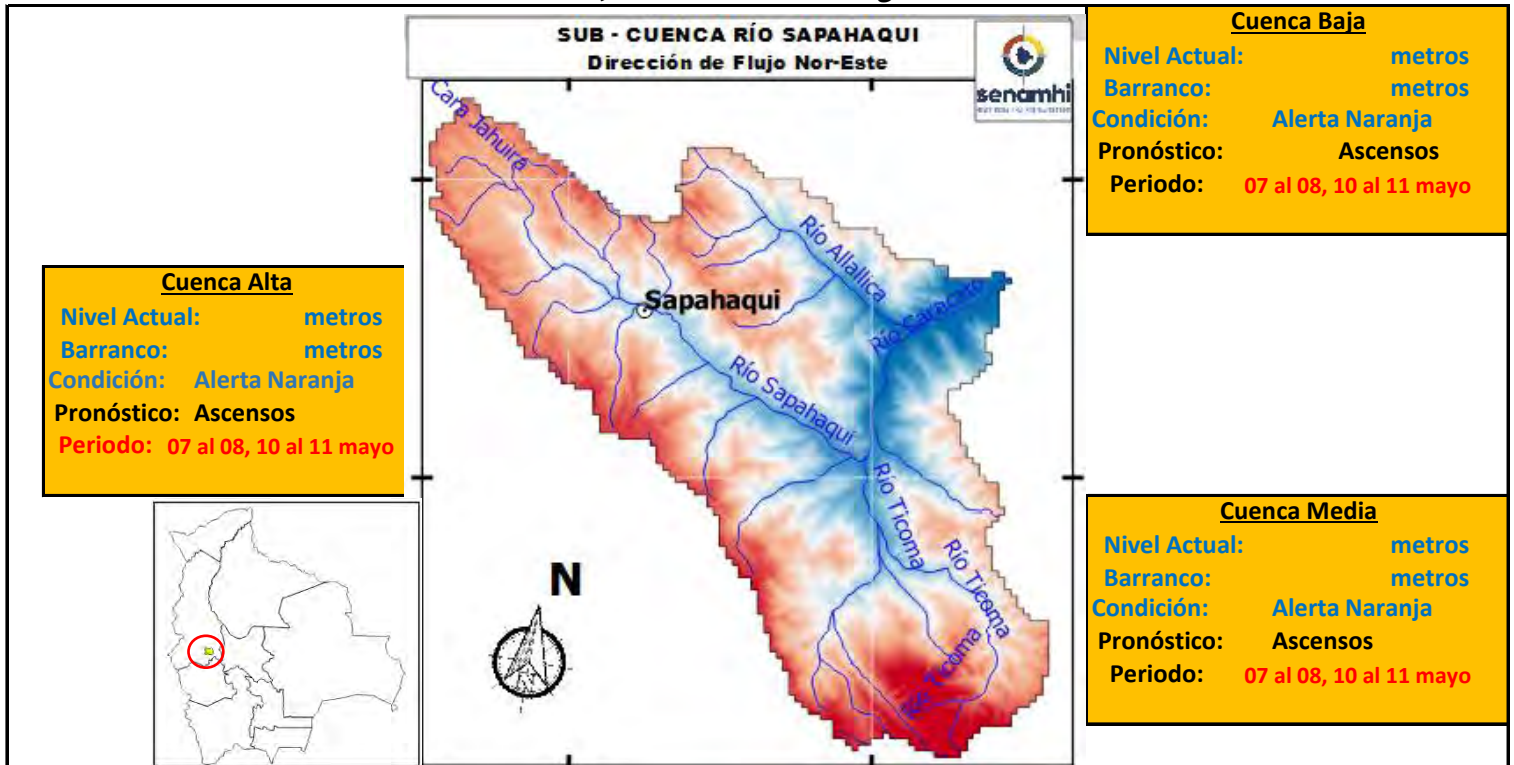 SUB - CUENCA RÍO SAPAHAQUI
Dirección de Flujo Nor-Este
senamhi
Cuenca Baja
Nivel Actual: metros
Barranco: metros
Condición: Alerta Naranja
Pronóstico: Ascensos
Periodo: 07 al 08, 10 al 11 mayo
Cuenca Alta
Nivel Actual: metros
Barranco: metros
Condición: Alerta Naranja
Pronóstico: Ascensos
Periodo: 07 al 08, 10 al 11 mayo
Cara Jahuira
Río Allallica
Sapahaqui
Río Caracato
Río Sapahaqui
Río Ticoma
Río Ticoma
Río Ticoma
N
Cuenca Media
Nivel Actual: metros
Barranco: metros
Condición: Alerta Naranja
Pronóstico: Ascensos
Periodo: 07 al 08, 10 al 11 mayo